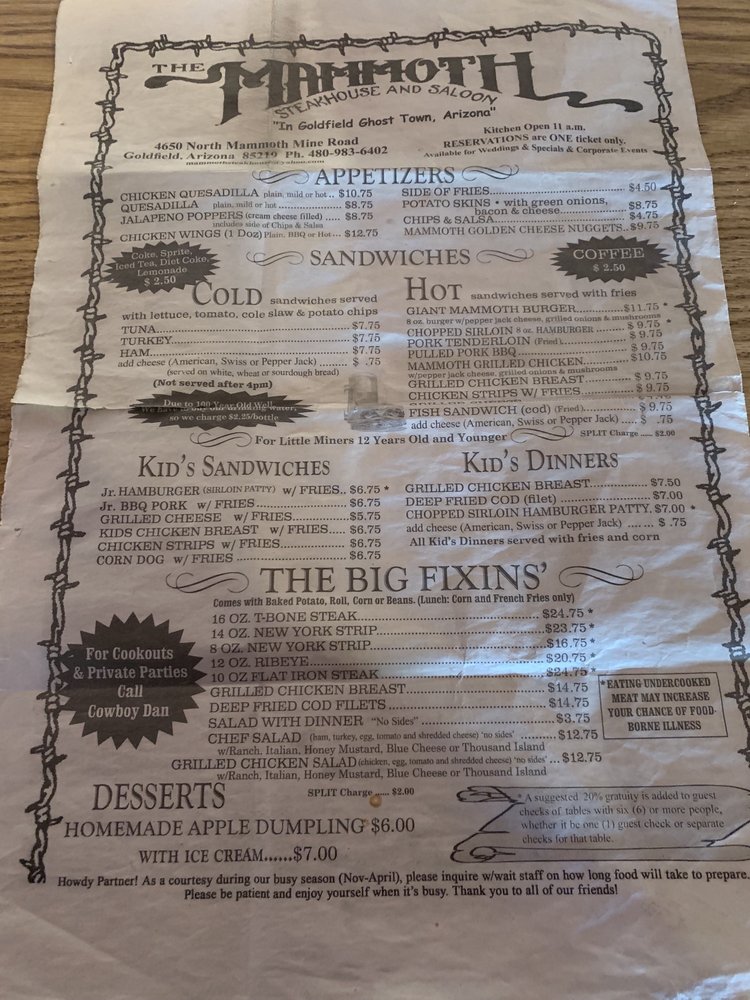 THE MAMMOTH
STEAKHOUSE AND SALOON
"In Goldfield Ghost Town, Arizona"
4650 North Mammoth Mine Road
Goldfield, Arizona 85219 Ph. 480-983-6402
Kitchen Open 11 a.m.
RESERVATIONS are ONE ticket only.
Available for Weddings & Specials & Corporate Events
APPETIZERS
CHICKEN QUESADILLA plain, mild or hot .. $10.75
QUESADILLA plain, mild or hot ............ $8.75
JALAPENO POPPERS (cream cheese filled) ..... $8.75
includes side of Chips & Salsa
CHICKEN WINGS (1 Doz) Plain, BBQ or Hot... $12.75
SIDE OF FRIES................................ $4.50
POTATO SKINS • with green onions,
bacon & cheese................ $8.75
CHIPS & SALSA............................ $4.75
MAMMOTH GOLDEN CHEESE NUGGETS.. $9.75
Coke, Sprite,
Iced Tea, Diet Coke,
Lemonade
$ 2.50
SANDWICHES
COFFEE
$ 2.50
COLD sandwiches served
with lettuce, tomato, cole slaw & potato chips
TUNA................................ $7.75
TURKEY............................. $7.75
HAM................................. $7.75
add cheese (American, Swiss or Pepper Jack) ....... $ .75
(served on white, wheat or sourdough bread)
(Not served after 4pm)
Due to 100 Year Old Well,
We have to buy our drinking water,
so we charge $2.25/bottle
HOT sandwiches served with fries
GIANT MAMMOTH BURGER...........$11.75 *
8 oz. burger w/pepper jack cheese, grilled onions & mushrooms
CHOPPED SIRLOIN 8 oz. HAMBURGER ....... $ 9.75 *
PORK TENDERLOIN (Fried)................ $ 9.75
PULLED PORK BBQ ...................... $ 9.75
MAMMOTH GRILLED CHICKEN............$10.75
w/pepper jack cheese, grilled onions & mushrooms
GRILLED CHICKEN BREAST............ $ 9.75
CHICKEN STRIPS W/ FRIES............ $ 9.75
FISH SANDWICH (cod) (Fried)............ $ 9.75
add cheese (American, Swiss or Pepper Jack) ..... $ .75
SPLIT Charge ..... $2.00
For Little Miners 12 Years Old and Younger
KID'S SANDWICHES
Jr. HAMBURGER (SIRLOIN PATTY) W/ FRIES.. $6.75 *
Jr. BBQ PORK W/ FRIES.................$6.75
GRILLED CHEESE W/ FRIES..............$5.75
KIDS CHICKEN BREAST W/ FRIES.... $6.75
CHICKEN STRIPS W/ FRIES............... $6.75
CORN DOG W/ FRIES ..................... $6.75
KID'S DINNERS
GRILLED CHICKEN BREAST............$7.50
DEEP FRIED COD (filet) ................$7.00
CHOPPED SIRLOIN HAMBURGER PATTY.$7.00 *
add cheese (American, Swiss or Pepper Jack) ...... $ .75
All Kid's Dinners served with fries and corn
THE BIG FIXINS'
Comes with Baked Potato, Roll, Corn or Beans. (Lunch: Corn and French Fries only)
16 OZ. T-BONE STEAK............................$24.75 *
14 OZ. NEW YORK STRIP........................$23.75 *
8 OZ. NEW YORK STRIP..........................$16.75 *
12 OZ. RIBEYE....................................$20.75 *
10 OZ FLAT IRON STEAK........................$24.75 *
GRILLED CHICKEN BREAST.....................$14.75
DEEP FRIED COD FILETS........................$14.75
SALAD WITH DINNER "No Sides" ................$3.75
CHEF SALAD (ham, turkey, egg, tomato and shredded cheese) 'no sides' ...$12.75
w/Ranch, Italian, Honey Mustard, Blue Cheese or Thousand Island
GRILLED CHICKEN SALAD (chicken, egg, tomato and shredded cheese) 'no sides' ... $12.75
w/Ranch, Italian, Honey Mustard, Blue Cheese or Thousand Island
For Cookouts
& Private Parties
Call
Cowboy Dan
*EATING UNDERCOOKED
MEAT MAY INCREASE
YOUR CHANCE OF FOOD-
BORNE ILLNESS
DESSERTS
SPLIT Charge ...... $2.00
HOMEMADE APPLE DUMPLING $6.00
WITH ICE CREAM......$7.00
* A suggested 20% gratuity is added to guest
checks of tables with six (6) or more people,
whether it be one (1) guest check or separate
checks for that table.
Howdy Partner! As a courtesy during our busy season (Nov-April), please inquire w/wait staff on how long food will take to prepare.
Please be patient and enjoy yourself when it's busy. Thank you to all of our friends!